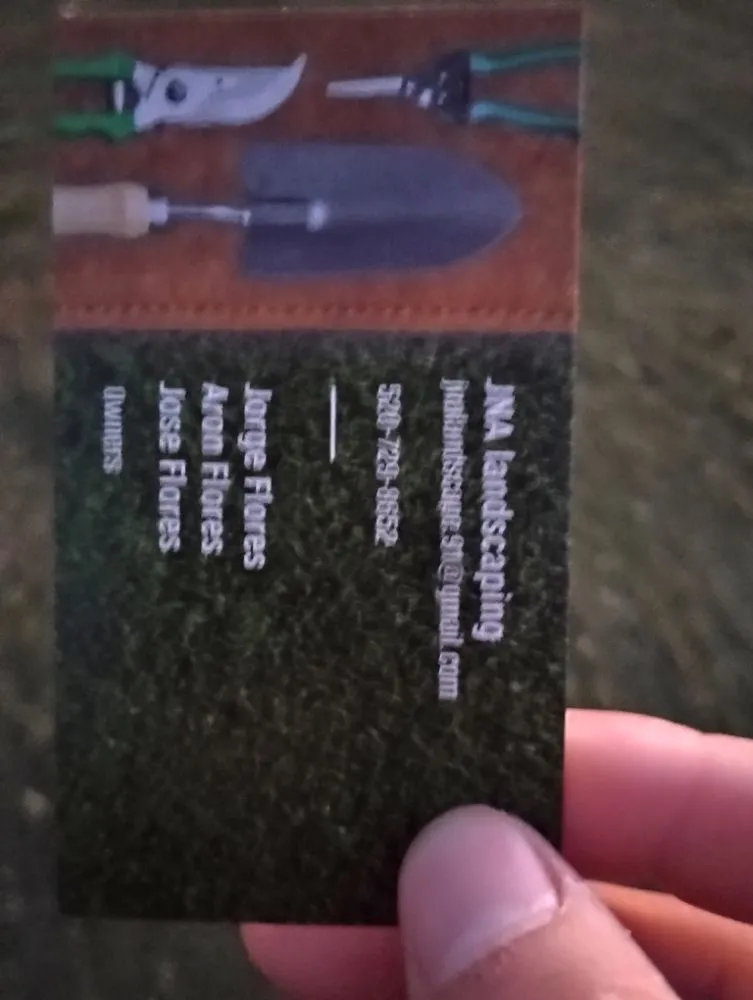 JNA landscaping
520-729-8652
Jorge Flores
Aron Flores
Jose Flores
Owners